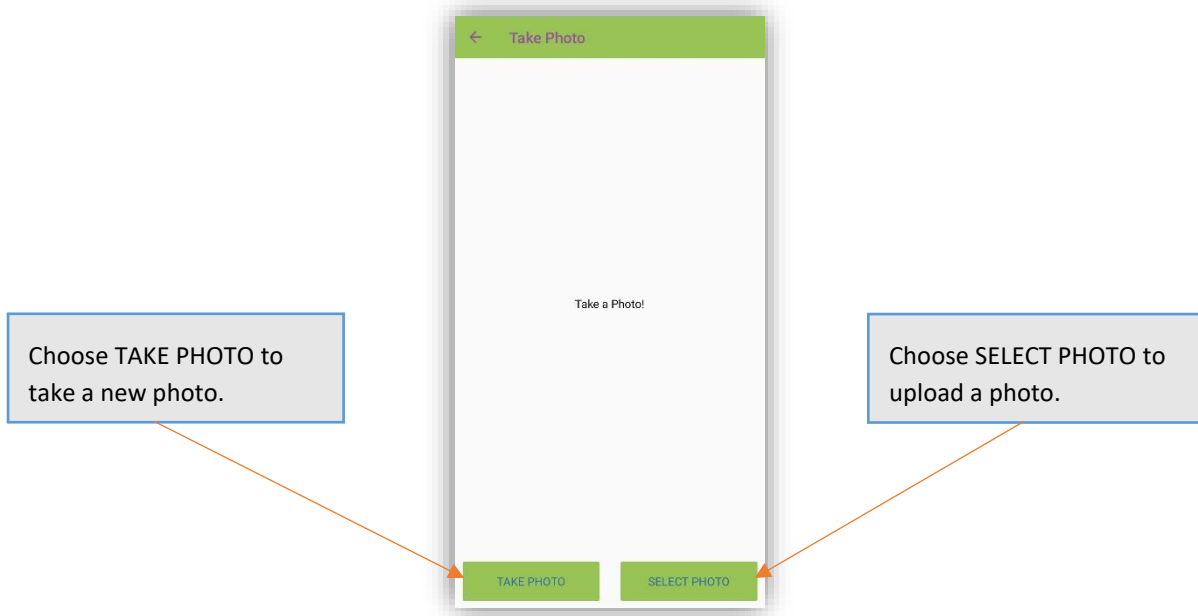 Take Photo
Take a Photo!
Choose TAKE PHOTO to
take a new photo.
Choose SELECT PHOTO to
upload a photo.
TAKE PHOTO
SELECT PHOTO